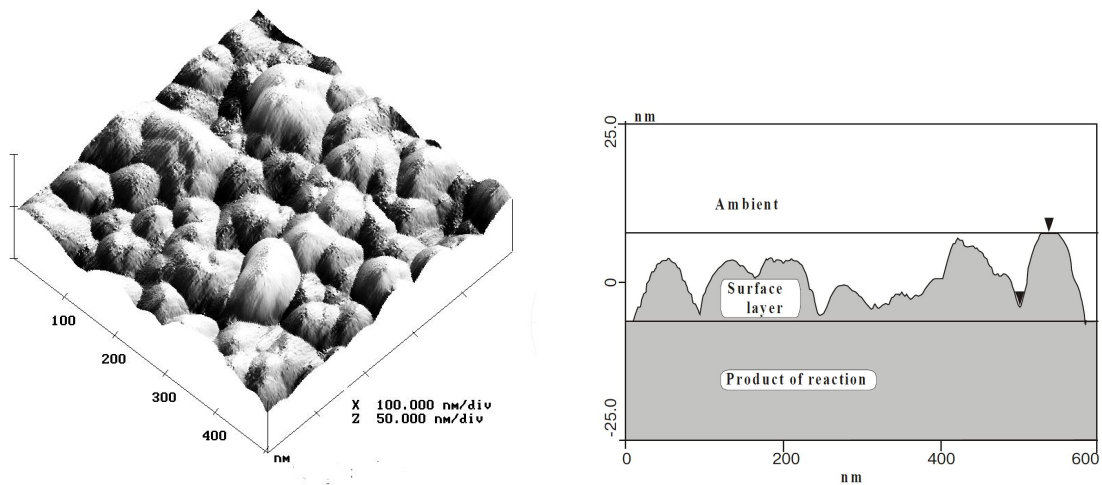 100
200
300
400
nm
X 100.000 nm/div
Z 50.000 nm/div
nm
25.0
0
-25.0
Ambient
Surface
layer
Product of reaction
0
200
400
600
nm